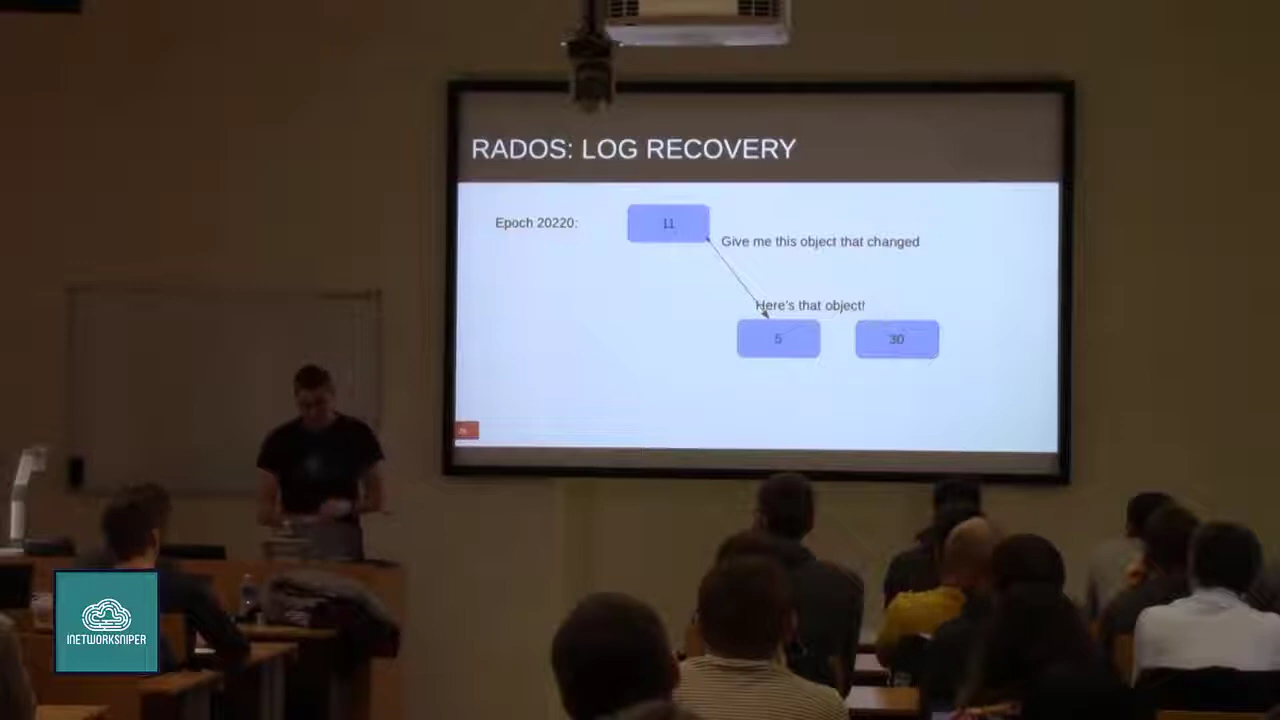 RADOS: LOG RECOVERY
Epoch 20220:
11
Give me this object that changed
Here's that object!
5
30
INETWORKSNIPER